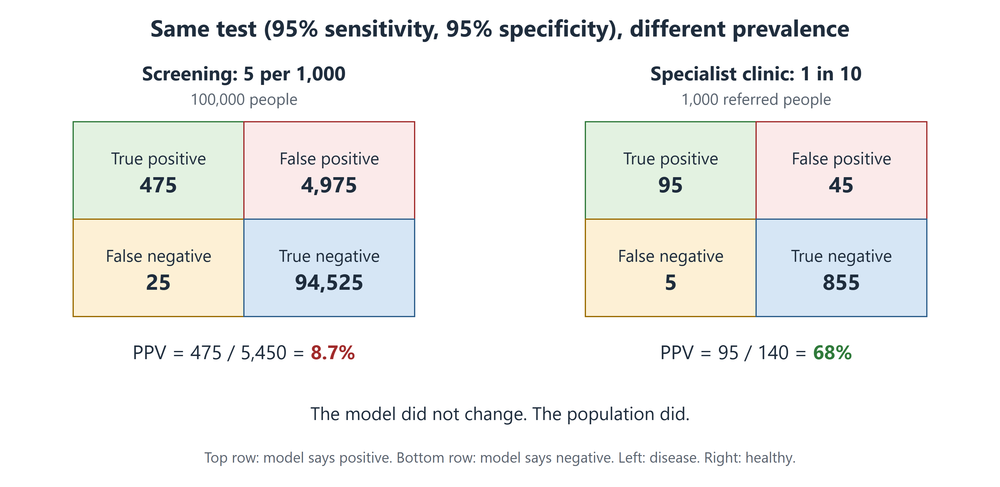 Same test (95% sensitivity, 95% specificity), different prevalence
Screening: 5 per 1,000
100,000 people
True positive
475
False positive
4,975
False negative
25
True negative
94,525
PPV = 475 / 5,450 = 8.7%
Specialist clinic: 1 in 10
1,000 referred people
True positive
95
False positive
45
False negative
5
True negative
855
PPV = 95 / 140 = 68%
The model did not change. The population did.
Top row: model says positive. Bottom row: model says negative. Left: disease. Right: healthy.